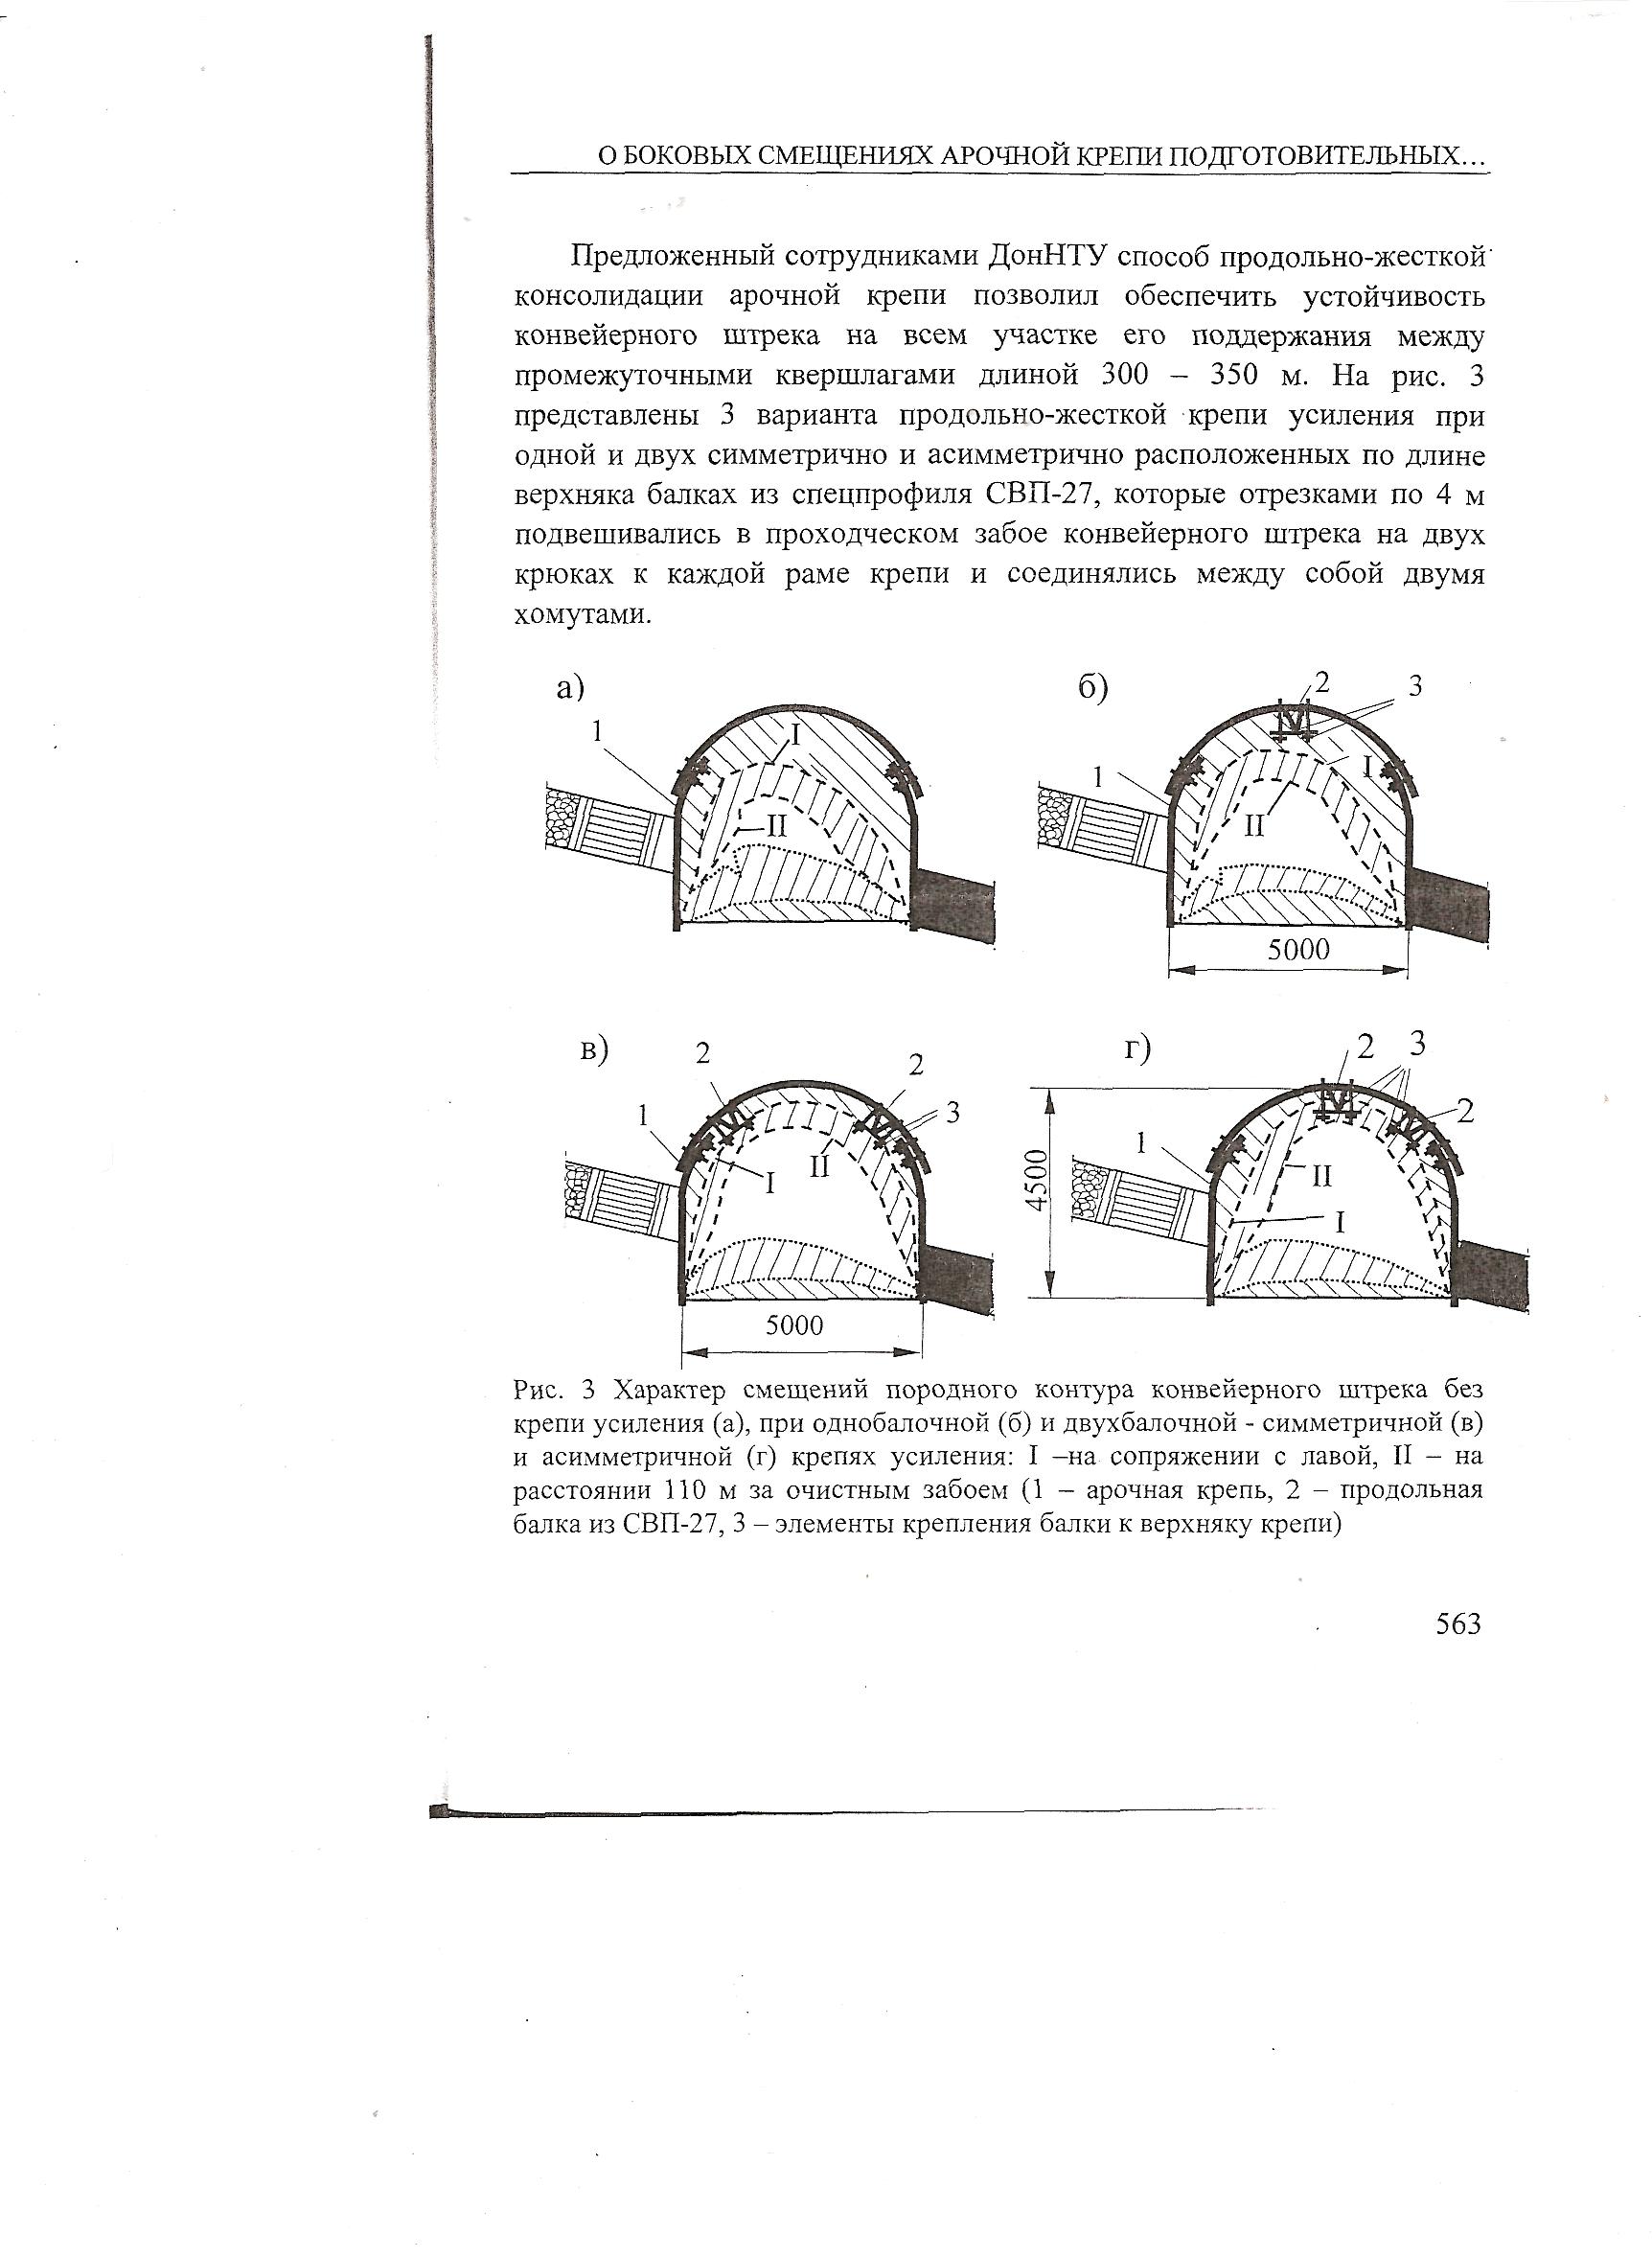 О БОКОВЫХ СМЕЩЕНИЯХ АРОЧНОЙ КРЕПИ ПОДГОТОВИТЕЛЬНЫХ...
Предложенный сотрудниками ДонНТУ способ продольно-жесткой
консолидации арочной крепи позволил обеспечить устойчивость
конвейерного штрека на всем участке его поддержания между
промежуточными квершлагами длиной 300 – 350 м. На рис. 3
представлены 3 варианта продольно-жесткой крепи усиления при
одной и двух симметрично и асимметрично расположенных по длине
верхняка балках из спецпрофиля СВП-27, которые отрезками по 4 м
подвешивались в проходческом забое конвейерного штрека на двух
крюках к каждой раме крепи и соединялись между собой двумя
хомутами.
а)
1
I
II
б)
2
3
1
I
II
5000
в)
2
2
1
3
I
II
5000
г)
2
3
2
1
II
I
4500
Рис. 3 Характер смещений породного контура конвейерного штрека без
крепи усиления (а), при однобалочной (б) и двухбалочной - симметричной (в)
и асимметричной (г) крепях усиления: I –на сопряжении с лавой, II – на
расстоянии 110 м за очистным забоем (1 – арочная крепь, 2 – продольная
балка из СВП-27, 3 – элементы крепления балки к верхняку крепи)
563